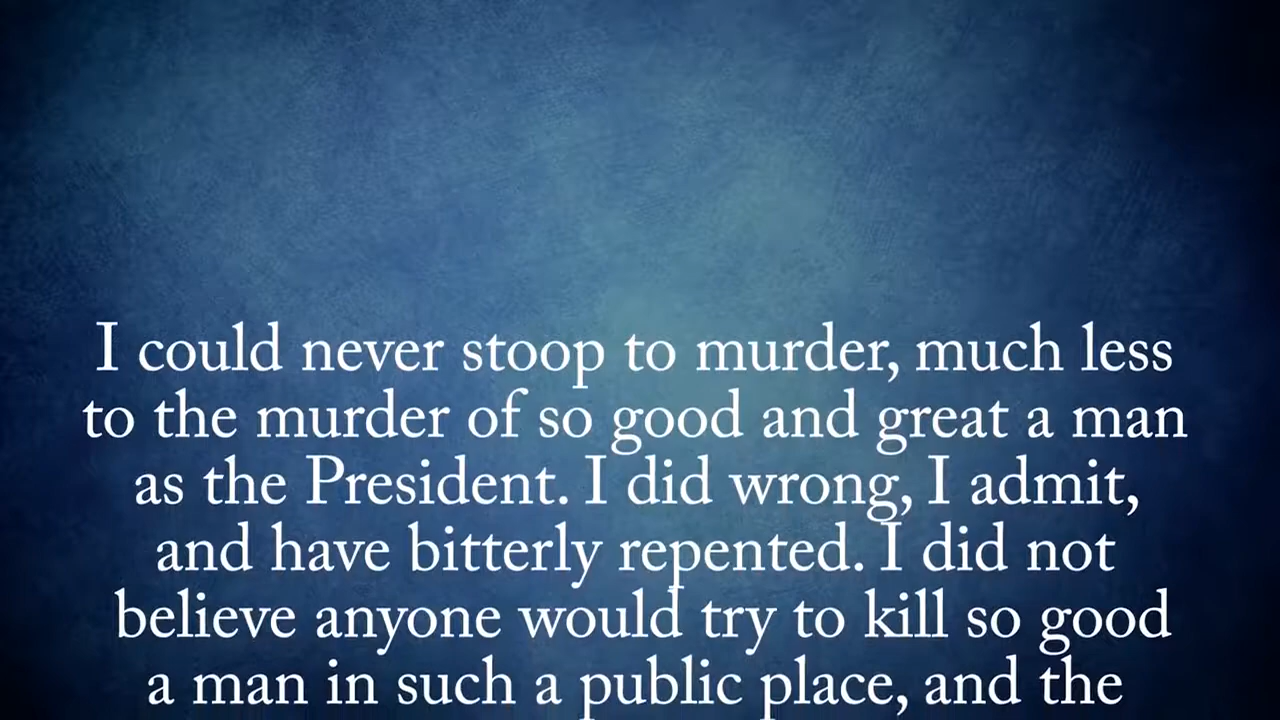 I could never stoop to murder, much less
to the murder of so good and great a man
as the President. I did wrong, I admit,
and have bitterly repented. I did not
believe anyone would try to kill so good
a man in such a public place, and the